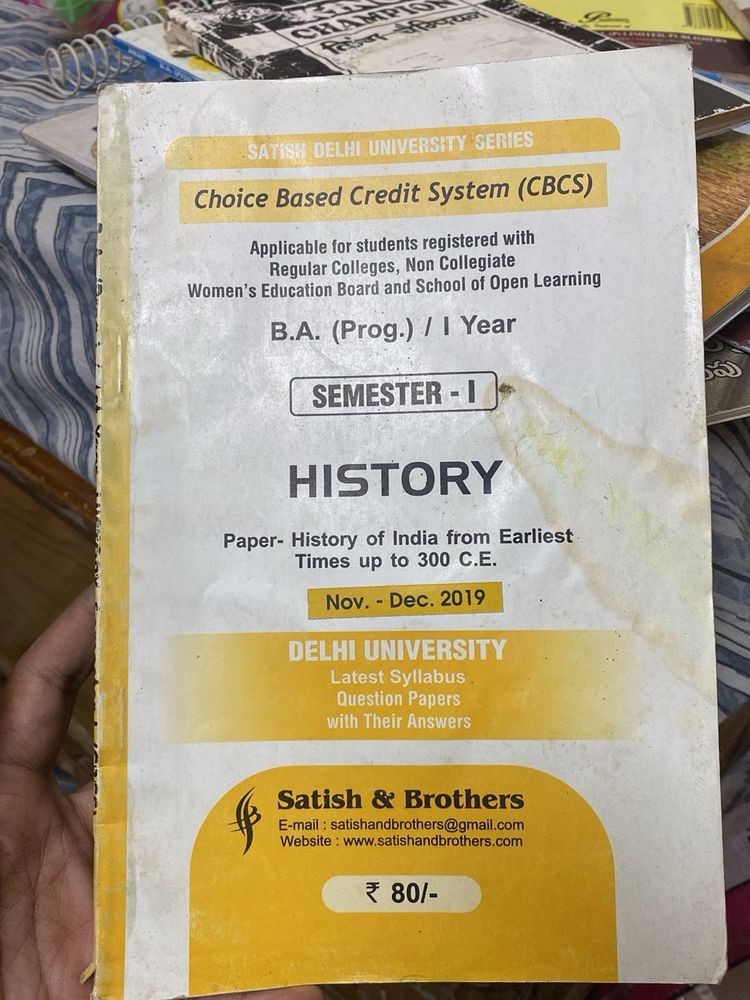 CHAMPION
SATISH DELHI UNIVERSITY SERIES
Choice Based Credit System (CBCS)
Applicable for students registered with
Regular Colleges, Non Collegiate
Women's Education Board and School of Open Learning
B.A. (Prog.) / I Year
SEMESTER - I
HISTORY
Paper- History of India from Earliest
Times up to 300 C.E.
Nov. - Dec. 2019
DELHI UNIVERSITY
Latest Syllabus
Question Papers
with Their Answers
Satish & Brothers
E-mail : satishandbrothers@gmail.com
Website : www.satishandbrothers.com
₹ 80/-